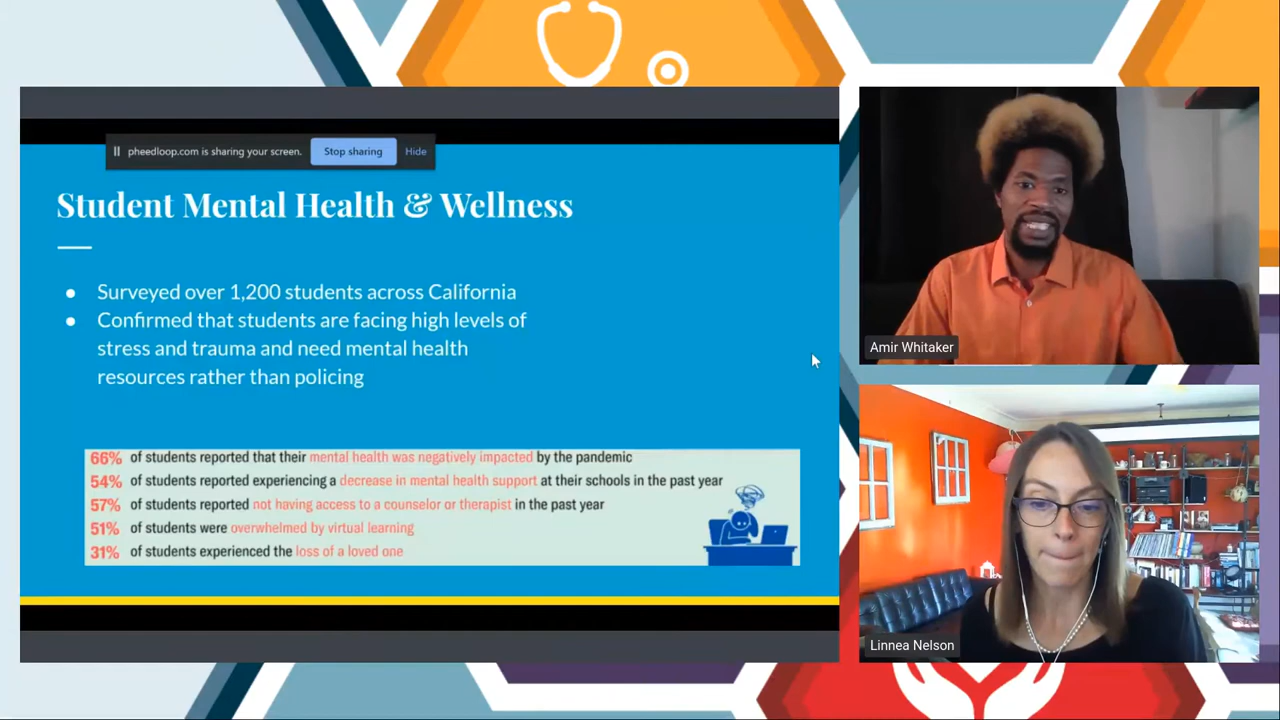 pheedloop.com is sharing your screen.
Stop sharing
Hide
Student Mental Health & Wellness
● Surveyed over 1,200 students across California
● Confirmed that students are facing high levels of
stress and trauma and need mental health
resources rather than policing
66% of students reported that their mental health was negatively impacted by the pandemic
54% of students reported experiencing a decrease in mental health support at their schools in the past year
57% of students reported not having access to a counselor or therapist in the past year
51% of students were overwhelmed by virtual learning
31% of students experienced the loss of a loved one
Amir Whitaker
Linnea Nelson